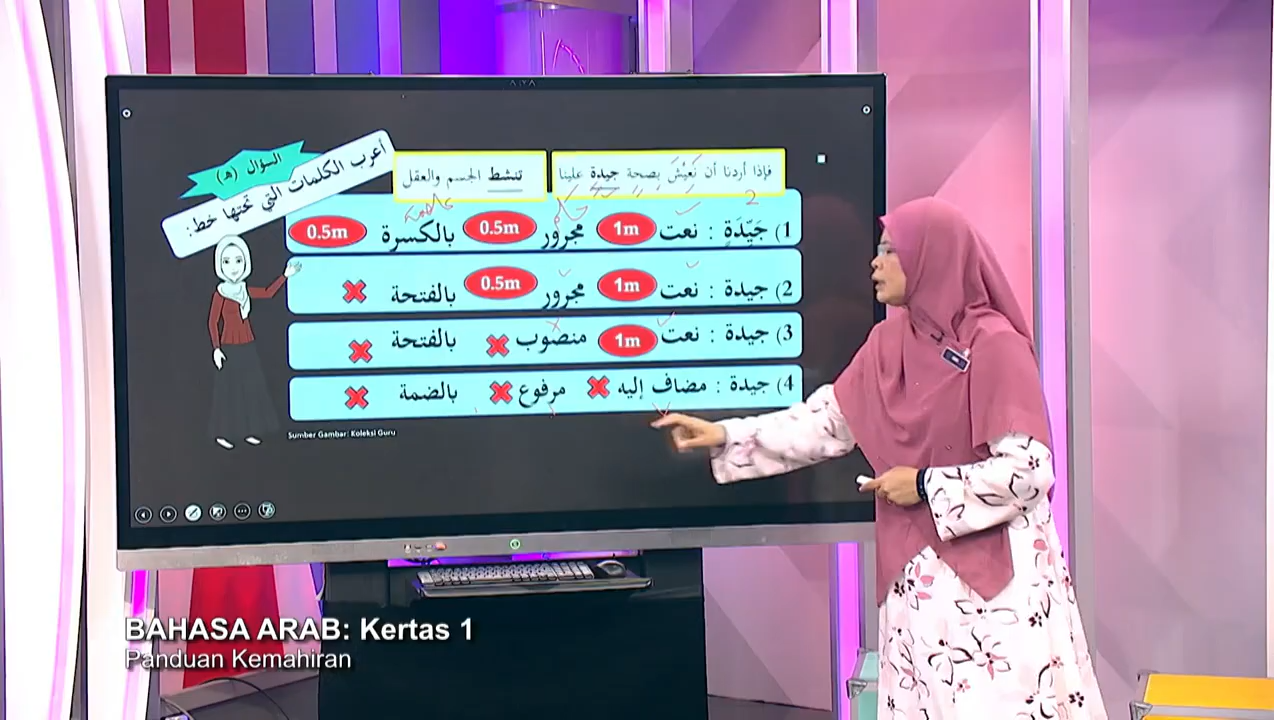 السؤال (هـ)
أعرب الكلمات التي تحتها خط:
فإذا أردنا أن نَعِيْشَ بِصحةٍ جيدة علينا
تنشط الجسم والعقل
1) جَيّدَةٍ : نعت 1m مجرور 0.5m بالكسرة 0.5m
2) جيدة : نعت 1m مجرور 0.5m بالفتحة
3) جيدة : نعت 1m منصوب بالفتحة
4) جيدة : مضاف إليه مرفوع بالضمة
Sumber Gambar: Koleksi Guru
BAHASA ARAB: Kertas 1
Panduan Kemahiran